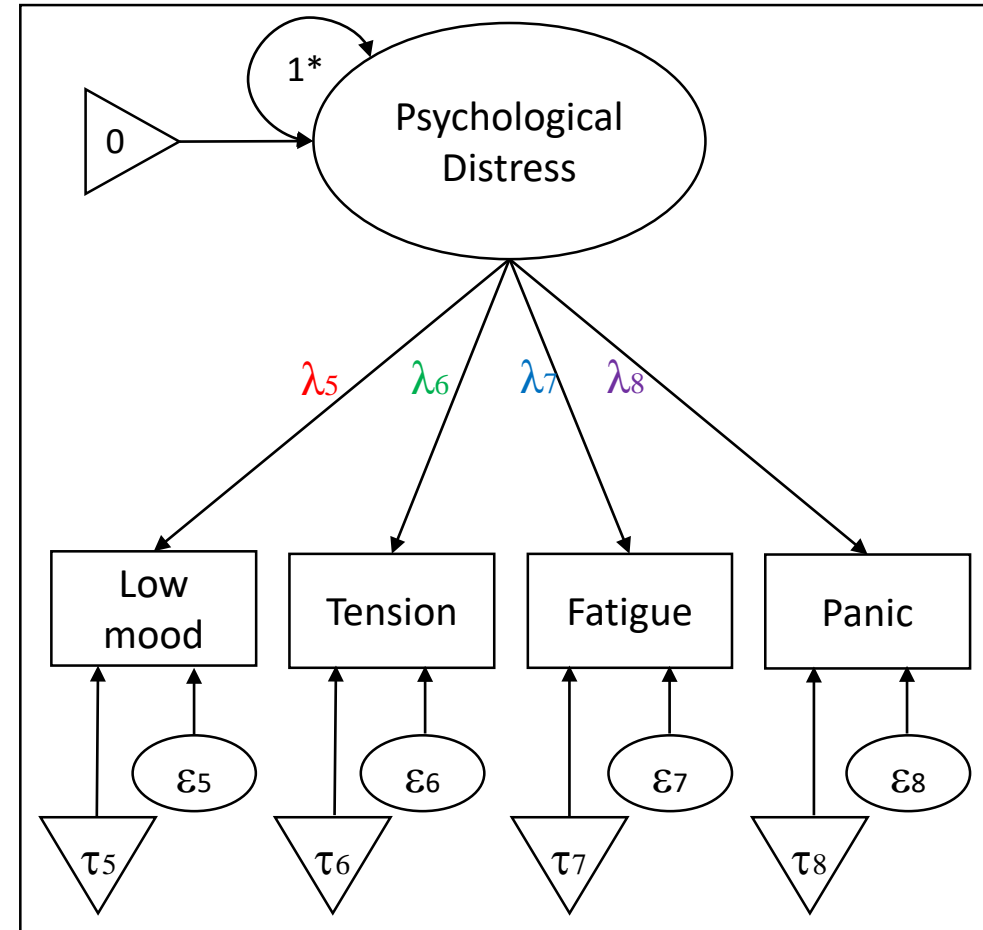 1*
0
Psychological
Distress
λ5
λ6
λ7
λ8
Low
mood
Tension
Fatigue
Panic
ε5
ε6
ε7
ε8
τ5
τ6
τ7
τ8